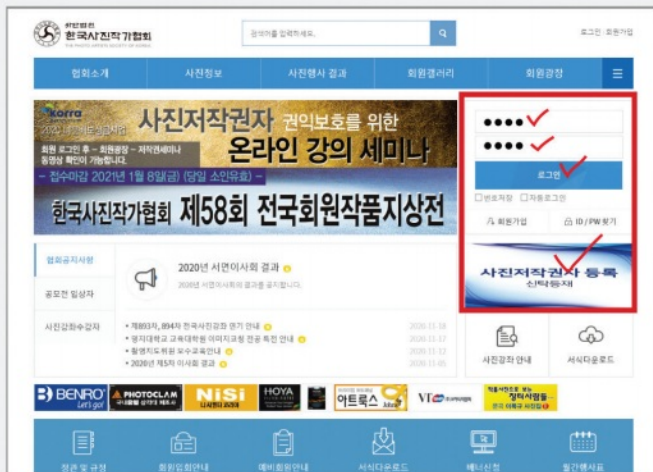 사단법인
한국사진작가협회
THE PHOTO ARTISTS SOCIETY OF KOREA
검색어를 입력하세요.
로그인 회원가입
협회소개 사진정보 사진행사 결과 회원갤러리 회원광장
korra
사진저작권자 권익보호를 위한
온라인 강의 세미나
회원 로그인 후 - 회원광장 - 저작권세미나
동영상 확인이 가능합니다.
- 접수마감 2021년 1월 8일(금) (당일 소인유효) -
한국사진작가협회 제58회 전국회원작품지상전
로그인
번호저장 자동로그인
회원가입 ID / PW 찾기
사진저작권자 등록
신탁등재
협회공지사항
공모전 입상자
사진강좌수강자
2020년 서면이사회 결과
2020년 서면이사회의 결과를 공지합니다.
• 제893차, 894차 전국사진강좌 연기 안내 2020-11-18
• 명지대학교 교육대학원 이미지교황 전공 특전 안내 2020-11-17
• 촬영지도위원 보수교육안내 2020-11-12
• 2020년 제5차 이사회 결과 2020-11-05
사진강좌 안내 서식다운로드
BENRO Let's go! PHOTOCLAM NiSi HOYA 아트룩스 VT
정관 및 규정 회원입회안내 예비회원안내 서식다운로드 배너신청 월간행사표